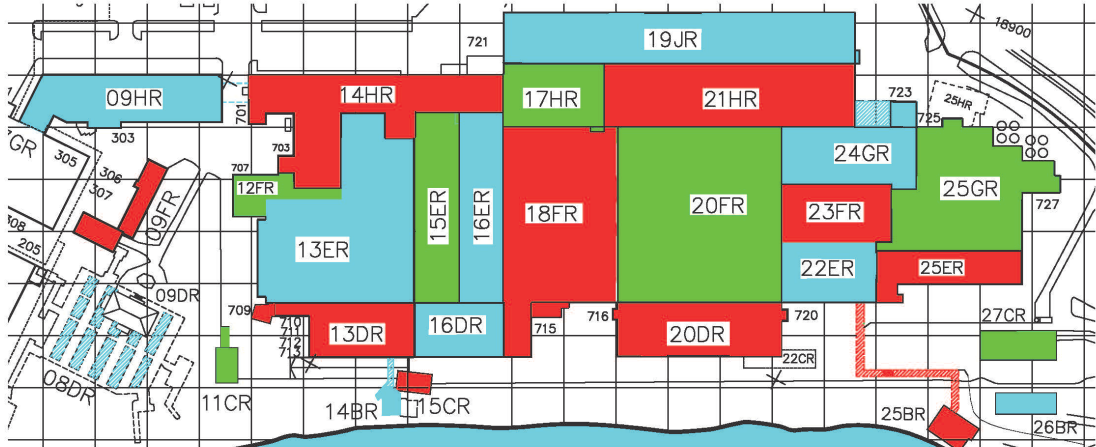 18900
19JR
721
09HR
14HR
17HR
21HR
723
25HR
701
303
725
GR
305
306
307
703
707
12FR
24GR
25GR
09FR
15ER
16ER
18FR
20FR
23FR
727
308
205
13ER
22ER
25ER
09DR
709
710
712
713
13DR
16DR
715
716
20DR
720
27CR
08DR
11CR
22CR
14BR
15CR
25BR
26BR